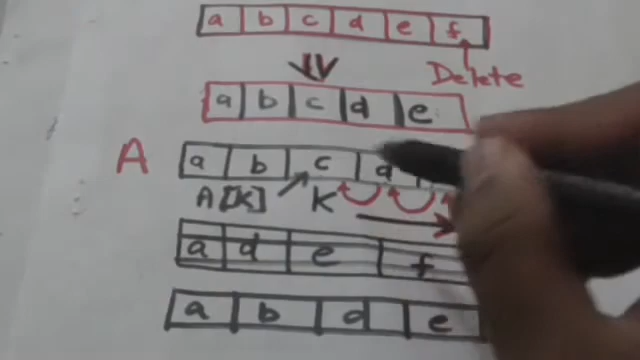 a b c d e f
Delete
a b c d e
A a b c d
A[K] K
a d e f
a b d e